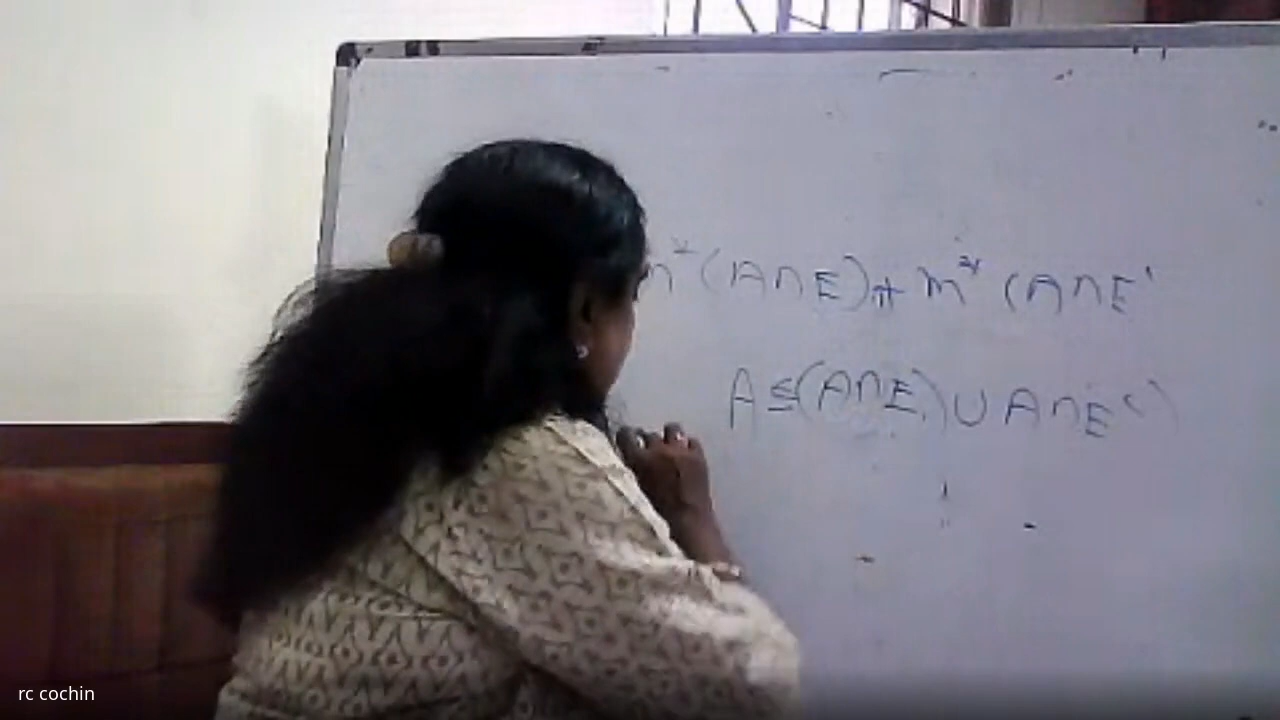 m*(A∩E)+ m* (A∩E'
A ⊆(A∩E)∪ A∩E')
rc cochin